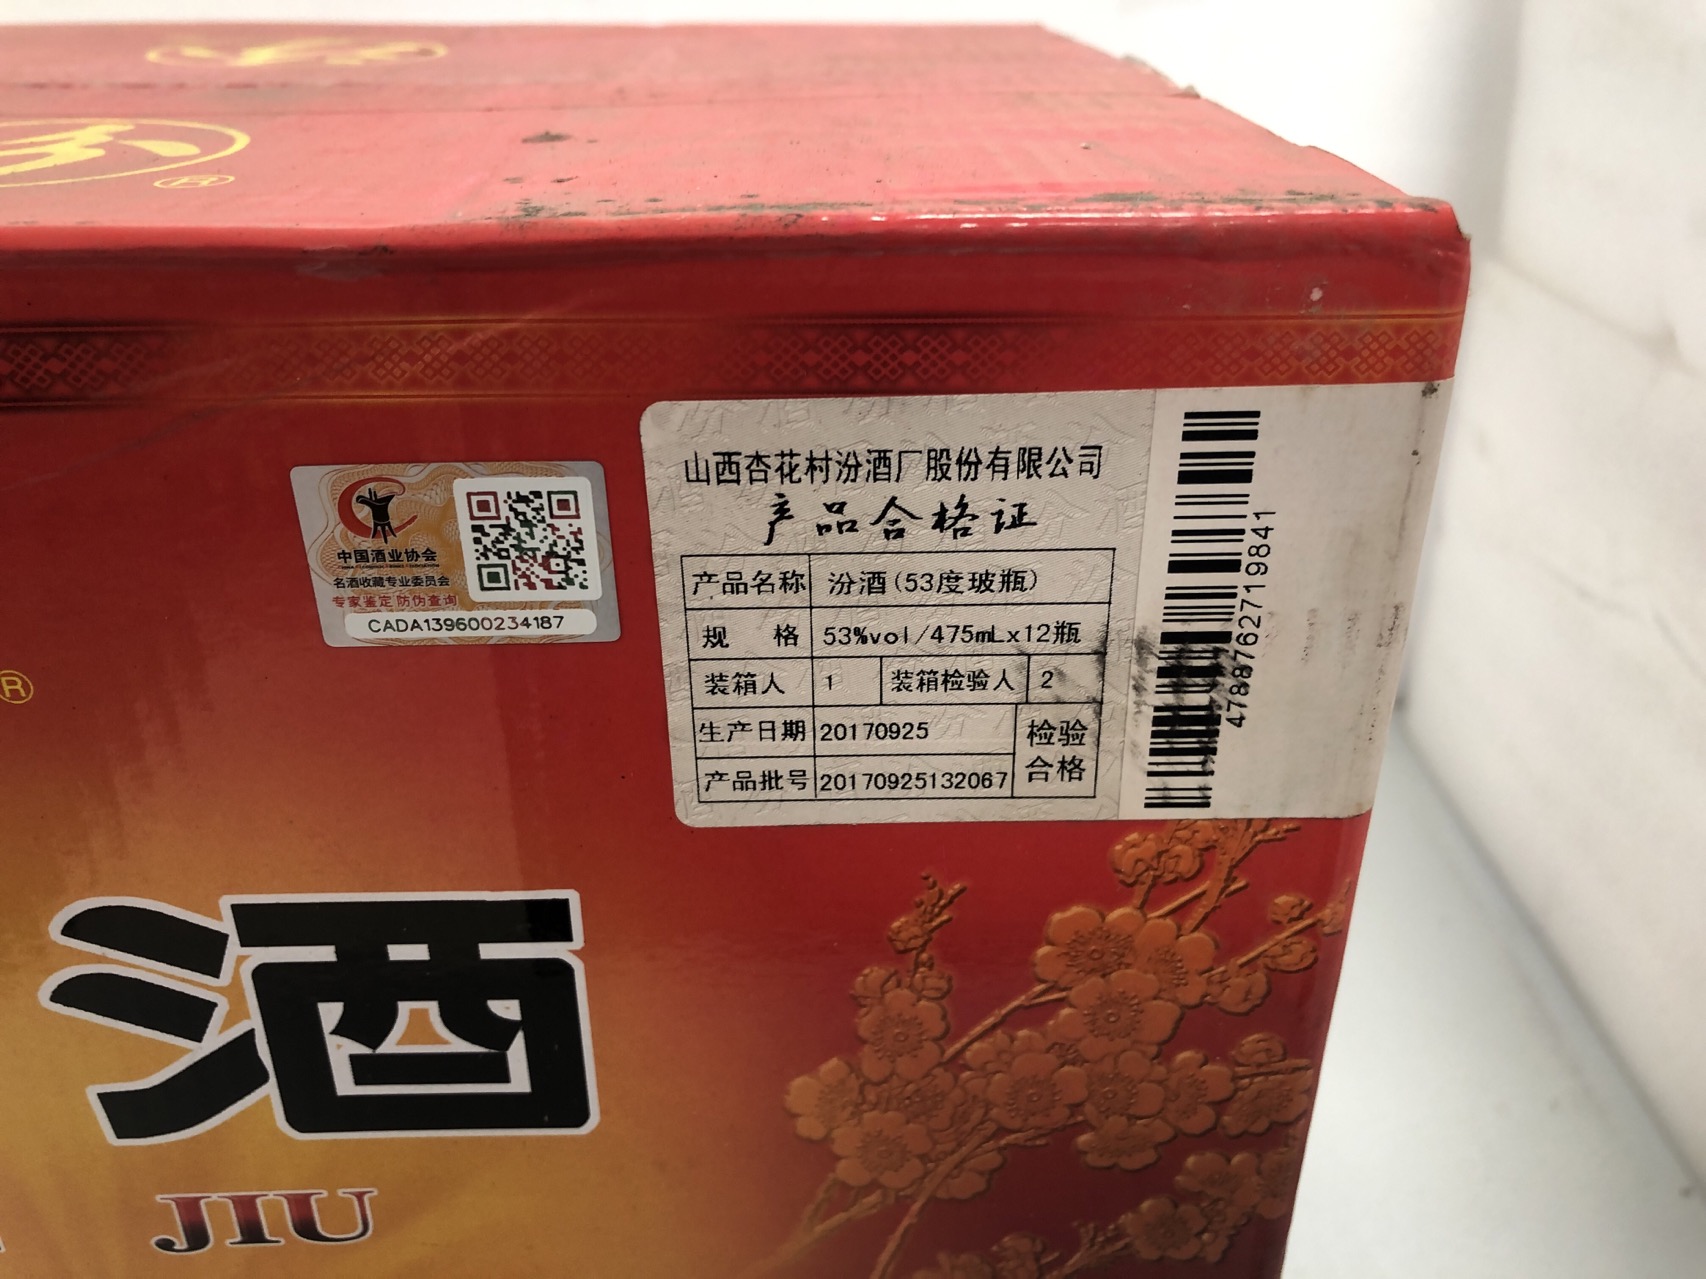 ®
中国酒业协会
名酒收藏专业委员会
专家鉴定 防伪查询
CADA139600234187
山西杏花村汾酒厂股份有限公司
产品合格证
产品名称 汾酒(53度玻瓶)
规 格 53%vol/475mLx12瓶
装箱人 1 装箱检验人 2
生产日期 20170925 检验
产品批号 20170925132067 合格
4788762719841
®
酒
JIU